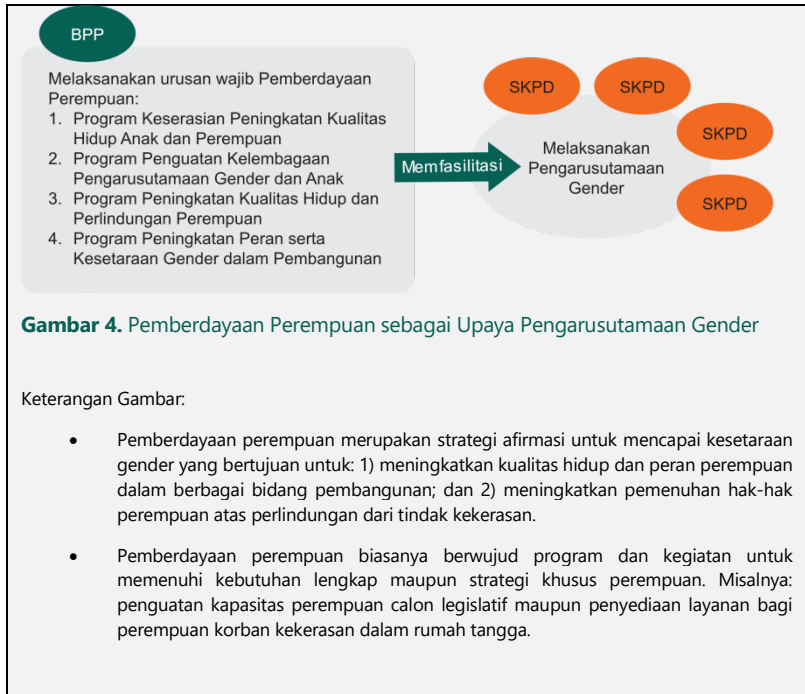 BPP
Melaksanakan urusan wajib Pemberdayaan
Perempuan:
1. Program Keserasian Peningkatan Kualitas
Hidup Anak dan Perempuan
2. Program Penguatan Kelembagaan
Pengarusutamaan Gender dan Anak
3. Program Peningkatan Kualitas Hidup dan
Perlindungan Perempuan
4. Program Peningkatan Peran serta
Kesetaraan Gender dalam Pembangunan
Memfasilitasi
SKPD
SKPD
SKPD
SKPD
Melaksanakan
Pengarusutamaan
Gender
Gambar 4. Pemberdayaan Perempuan sebagai Upaya Pengarusutamaan Gender
Keterangan Gambar:
• Pemberdayaan perempuan merupakan strategi afirmasi untuk mencapai kesetaraan
gender yang bertujuan untuk: 1) meningkatkan kualitas hidup dan peran perempuan
dalam berbagai bidang pembangunan; dan 2) meningkatkan pemenuhan hak-hak
perempuan atas perlindungan dari tindak kekerasan.
• Pemberdayaan perempuan biasanya berwujud program dan kegiatan untuk
memenuhi kebutuhan lengkap maupun strategi khusus perempuan. Misalnya:
penguatan kapasitas perempuan calon legislatif maupun penyediaan layanan bagi
perempuan korban kekerasan dalam rumah tangga.